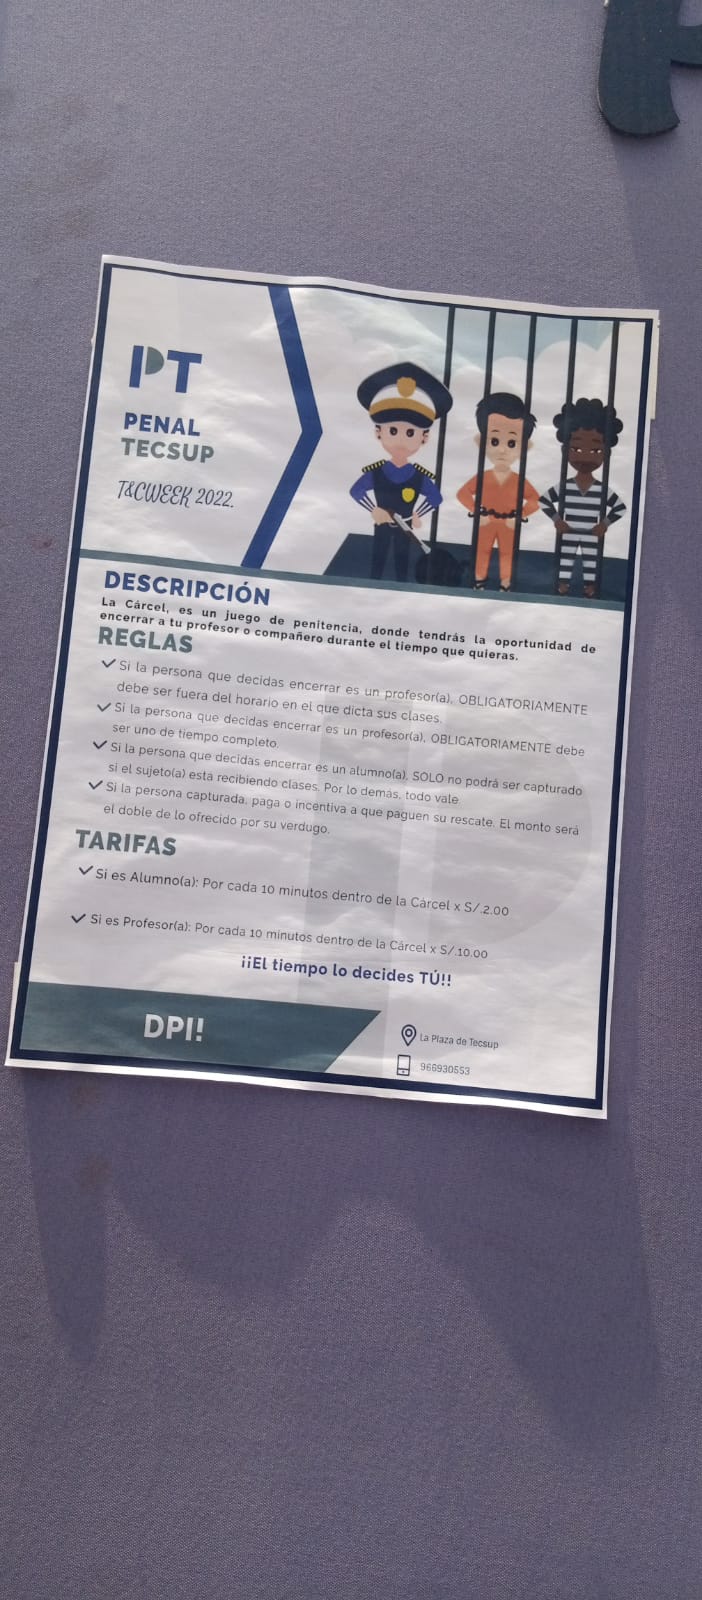 PT
PENAL
TECSUP
T&CWEEK 2022.
DESCRIPCIÓN
La Cárcel, es un juego de penitencia, donde tendrás la oportunidad de
encerrar a tu profesor o compañero durante el tiempo que quieras.
REGLAS
Si la persona que decidas encerrar es un profesor(a), OBLIGATORIAMENTE
debe ser fuera del horario en el que dicta sus clases.
Si la persona que decidas encerrar es un profesor(a), OBLIGATORIAMENTE debe
ser uno de tiempo completo.
Si la persona que decidas encerrar es un alumno(a), SOLO no podrá ser capturado
si el sujeto(a) está recibiendo clases. Por lo demás, todo vale
Si la persona capturada, paga o incentiva a que paguen su rescate. El monto será
el doble de lo ofrecido por su verdugo.
TARIFAS
Si es Alumno(a): Por cada 10 minutos dentro de la Cárcel x S/.2.00
Si es Profesor(a): Por cada 10 minutos dentro de la Cárcel x S/.10.00
¡¡El tiempo lo decides TÚ!!
DPI!
La Plaza de Tecsup
966930553